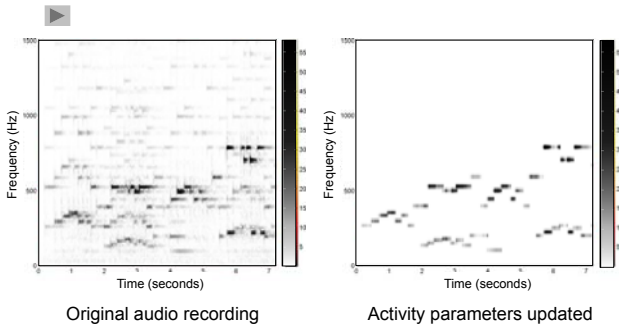 1500
1000
500
0
Frequency (Hz)
0 1 2 3 4 5 6 7
Time (seconds)
55
50
45
40
35
30
25
20
15
10
5
Original audio recording
1500
1000
500
0
Frequency (Hz)
0 1 2 3 4 5 6 7
Time (seconds)
Activity parameters updated